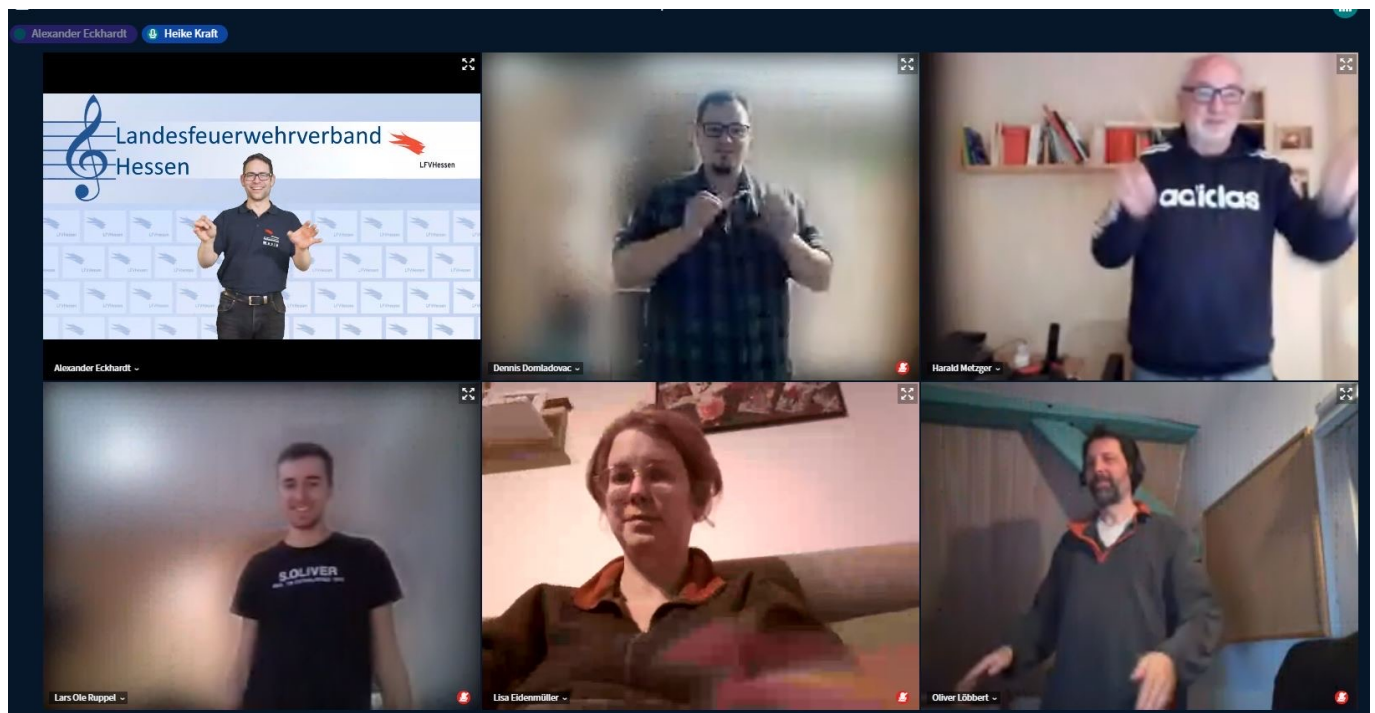 Alexander Eckhardt
Heike Kraft
Landesfeuerwehrverband
Hessen
LFVHessen
Alexander Eckhardt
Dennis Domladovac
adidas
Harald Metzger
S.OLIVER
Lars Ole Ruppel
Lisa Eidenmüller
Oliver Löbbert